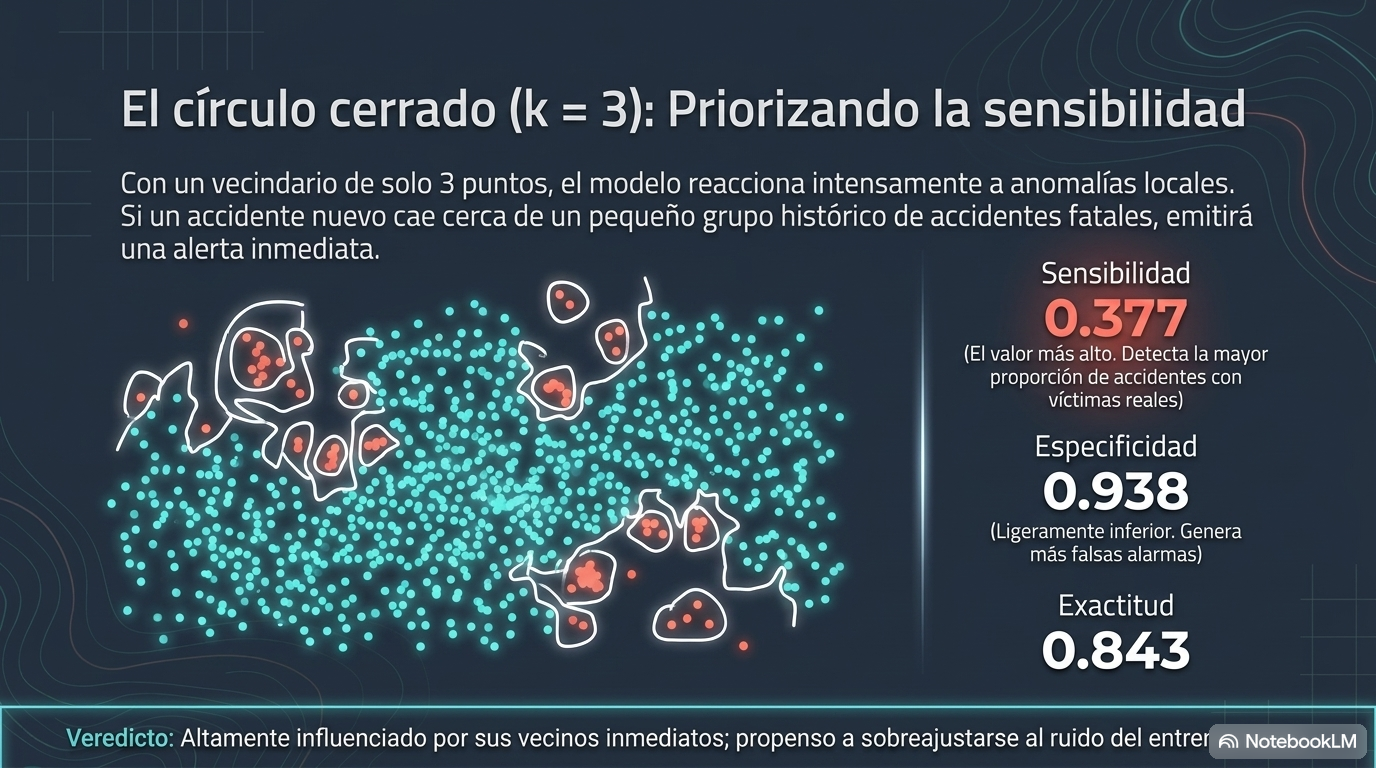 El círculo cerrado (k = 3): Priorizando la sensibilidad
Con un vecindario de solo 3 puntos, el modelo reacciona intensamente a anomalías locales.
Si un accidente nuevo cae cerca de un pequeño grupo histórico de accidentes fatales, emitirá
una alerta inmediata.
Sensibilidad
0.377
(El valor más alto. Detecta la mayor
proporción de accidentes con
víctimas reales)
Especificidad
0.938
(Ligeramente inferior. Genera
más falsas alarmas)
Exactitud
0.843
Veredicto: Altamente influenciado por sus vecinos inmediatos; propenso a sobreajustarse al ruido del
NotebookLM